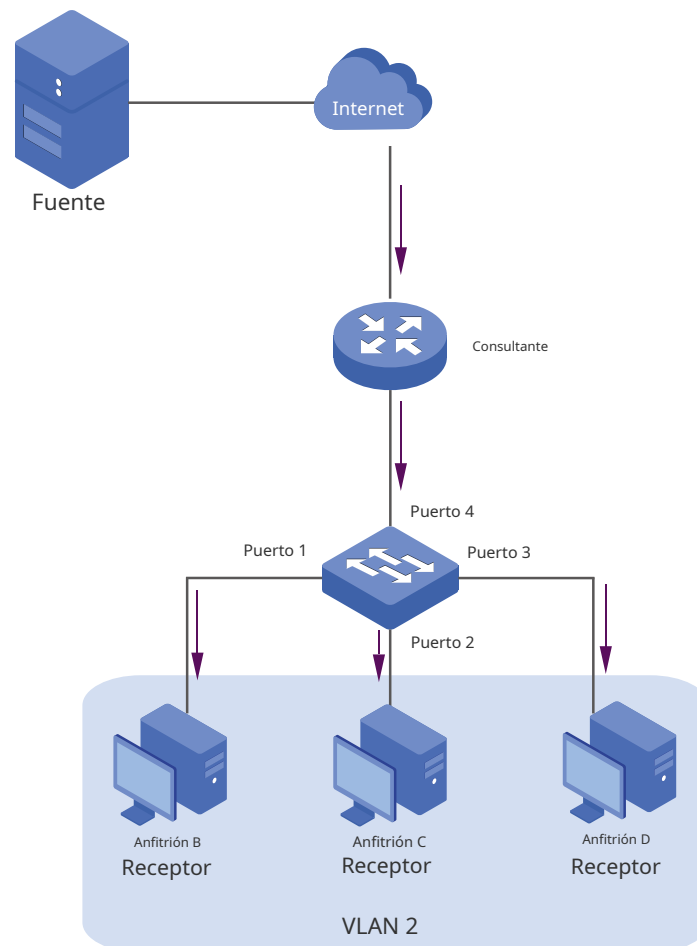 Internet
Fuente
Consultante
Puerto 4
Puerto 1
Puerto 3
Puerto 2
Anfitrión B
Receptor
Anfitrión C
Receptor
Anfitrión D
Receptor
VLAN 2